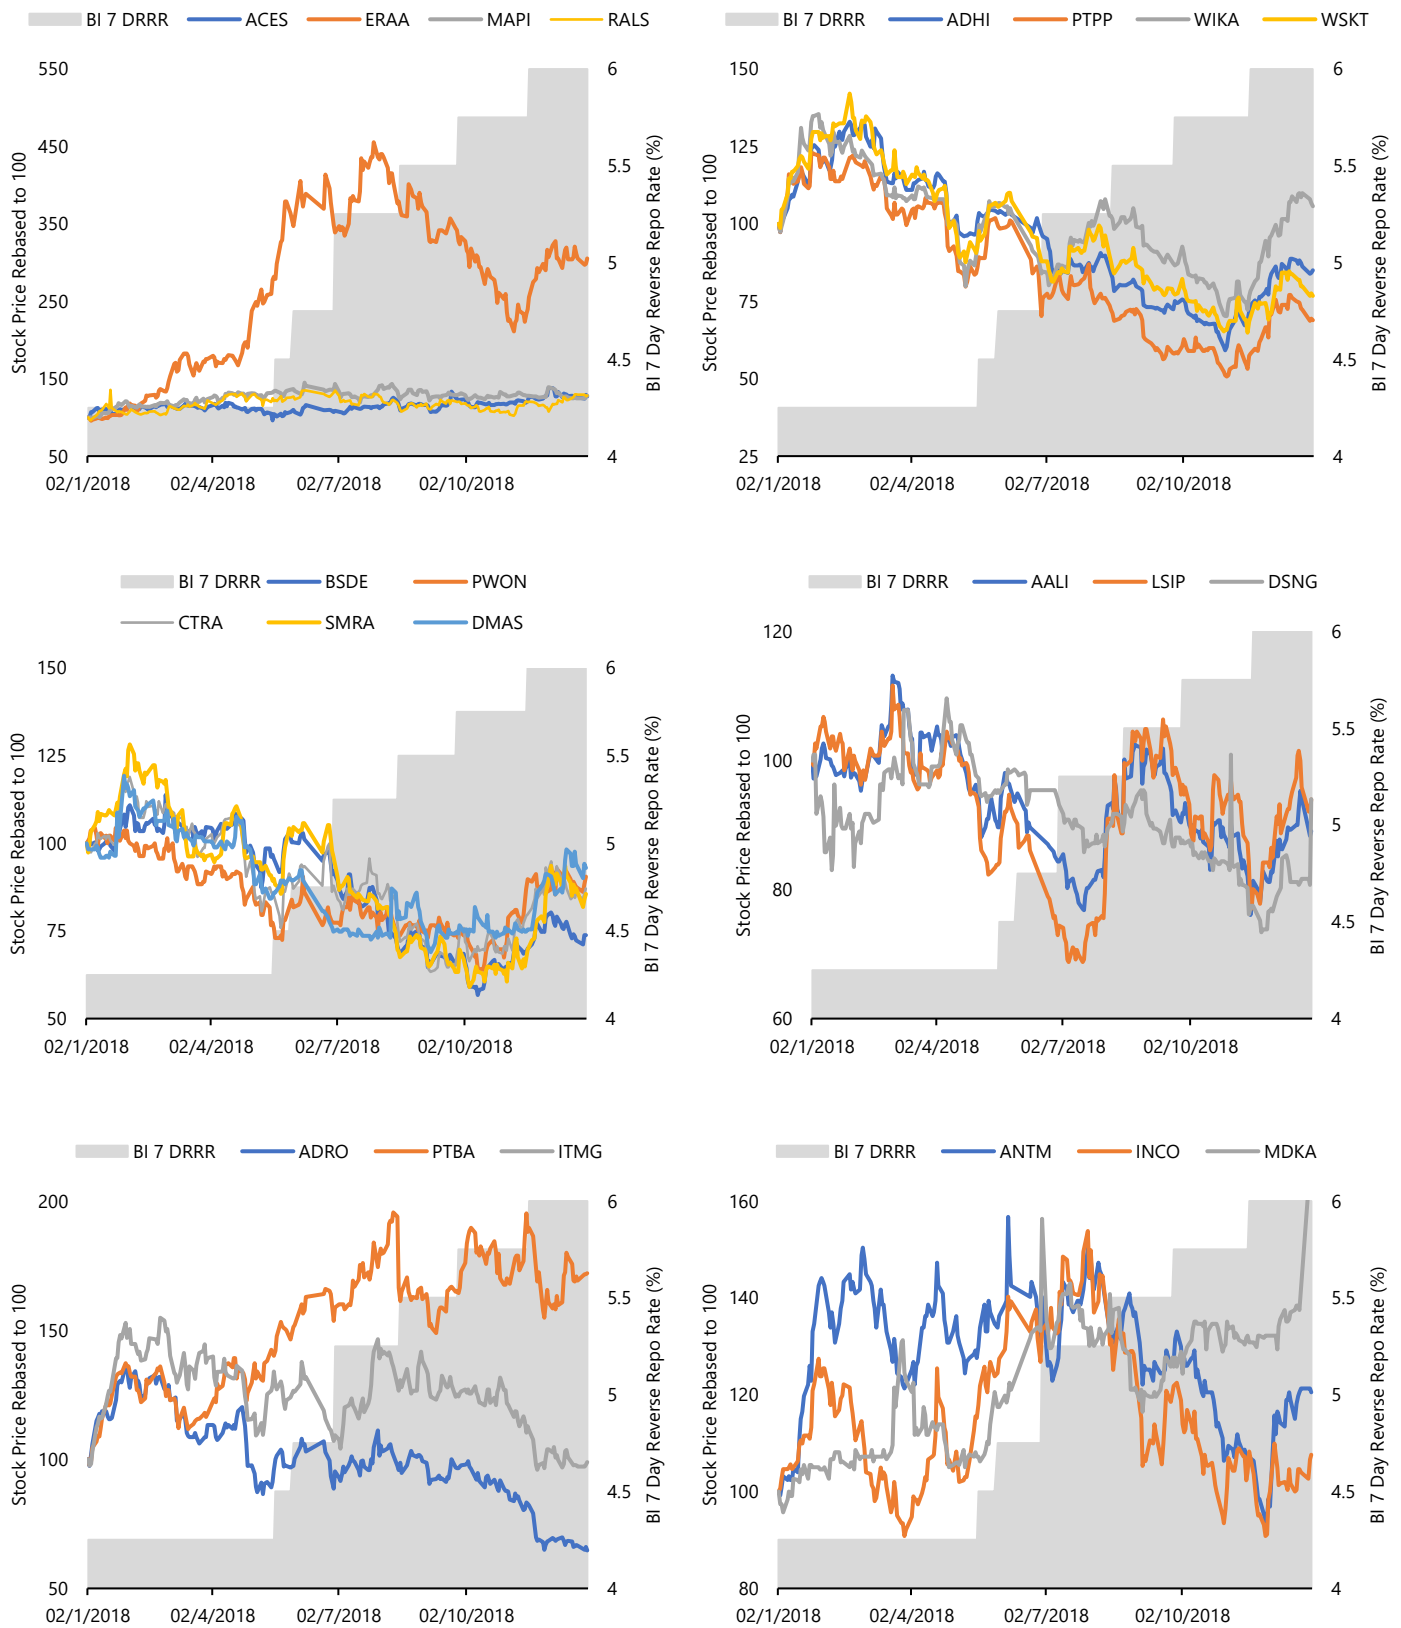 BI 7 DRRR ACES ERAA MAPI RALS
550
450
350
250
150
50
6
5.5
5
4.5
4
Stock Price Rebased to 100
BI 7 Day Reverse Repo Rate (%)
02/1/2018 02/4/2018 02/7/2018 02/10/2018
BI 7 DRRR ADHI PTPP WIKA WSKT
150
125
100
75
50
25
6
5.5
5
4.5
4
Stock Prce Rebased to 100
BI 7 Day Reverse Repo Rate (%)
02/1/2018 02/4/2018 02/7/2018 02/10/2018
BI 7 DRRR BSDE PWON
CTRA SMRA DMAS
150
125
100
75
50
6
5.5
5
4.5
4
Stock Price Rebased to 100
BI 7 Day Reverse Repo Rate (%)
02/1/2018 02/4/2018 02/7/2018 02/10/2018
BI 7 DRRR AALI LSIP DSNG
120
100
80
60
6
5.5
5
4.5
4
Stock Price Rebased to 100
BI 7 Day Reverse Repo Rate (%)
02/1/2018 02/4/2018 02/7/2018 02/10/2018
BI 7 DRRR ADRO PTBA ITMG
200
150
100
50
6
5.5
5
4.5
4
Stock Price Rebased to 100
BI 7 Day Reverse Repo Rate (%)
02/1/2018 02/4/2018 02/7/2018 02/10/2018
BI 7 DRRR ANTM INCO MDKA
160
140
120
100
80
6
5.5
5
4.5
4
Stock Price Rebased to 100
BI 7 Day Reverse Repo Rate (%)
02/1/2018 02/4/2018 02/7/2018 02/10/2018